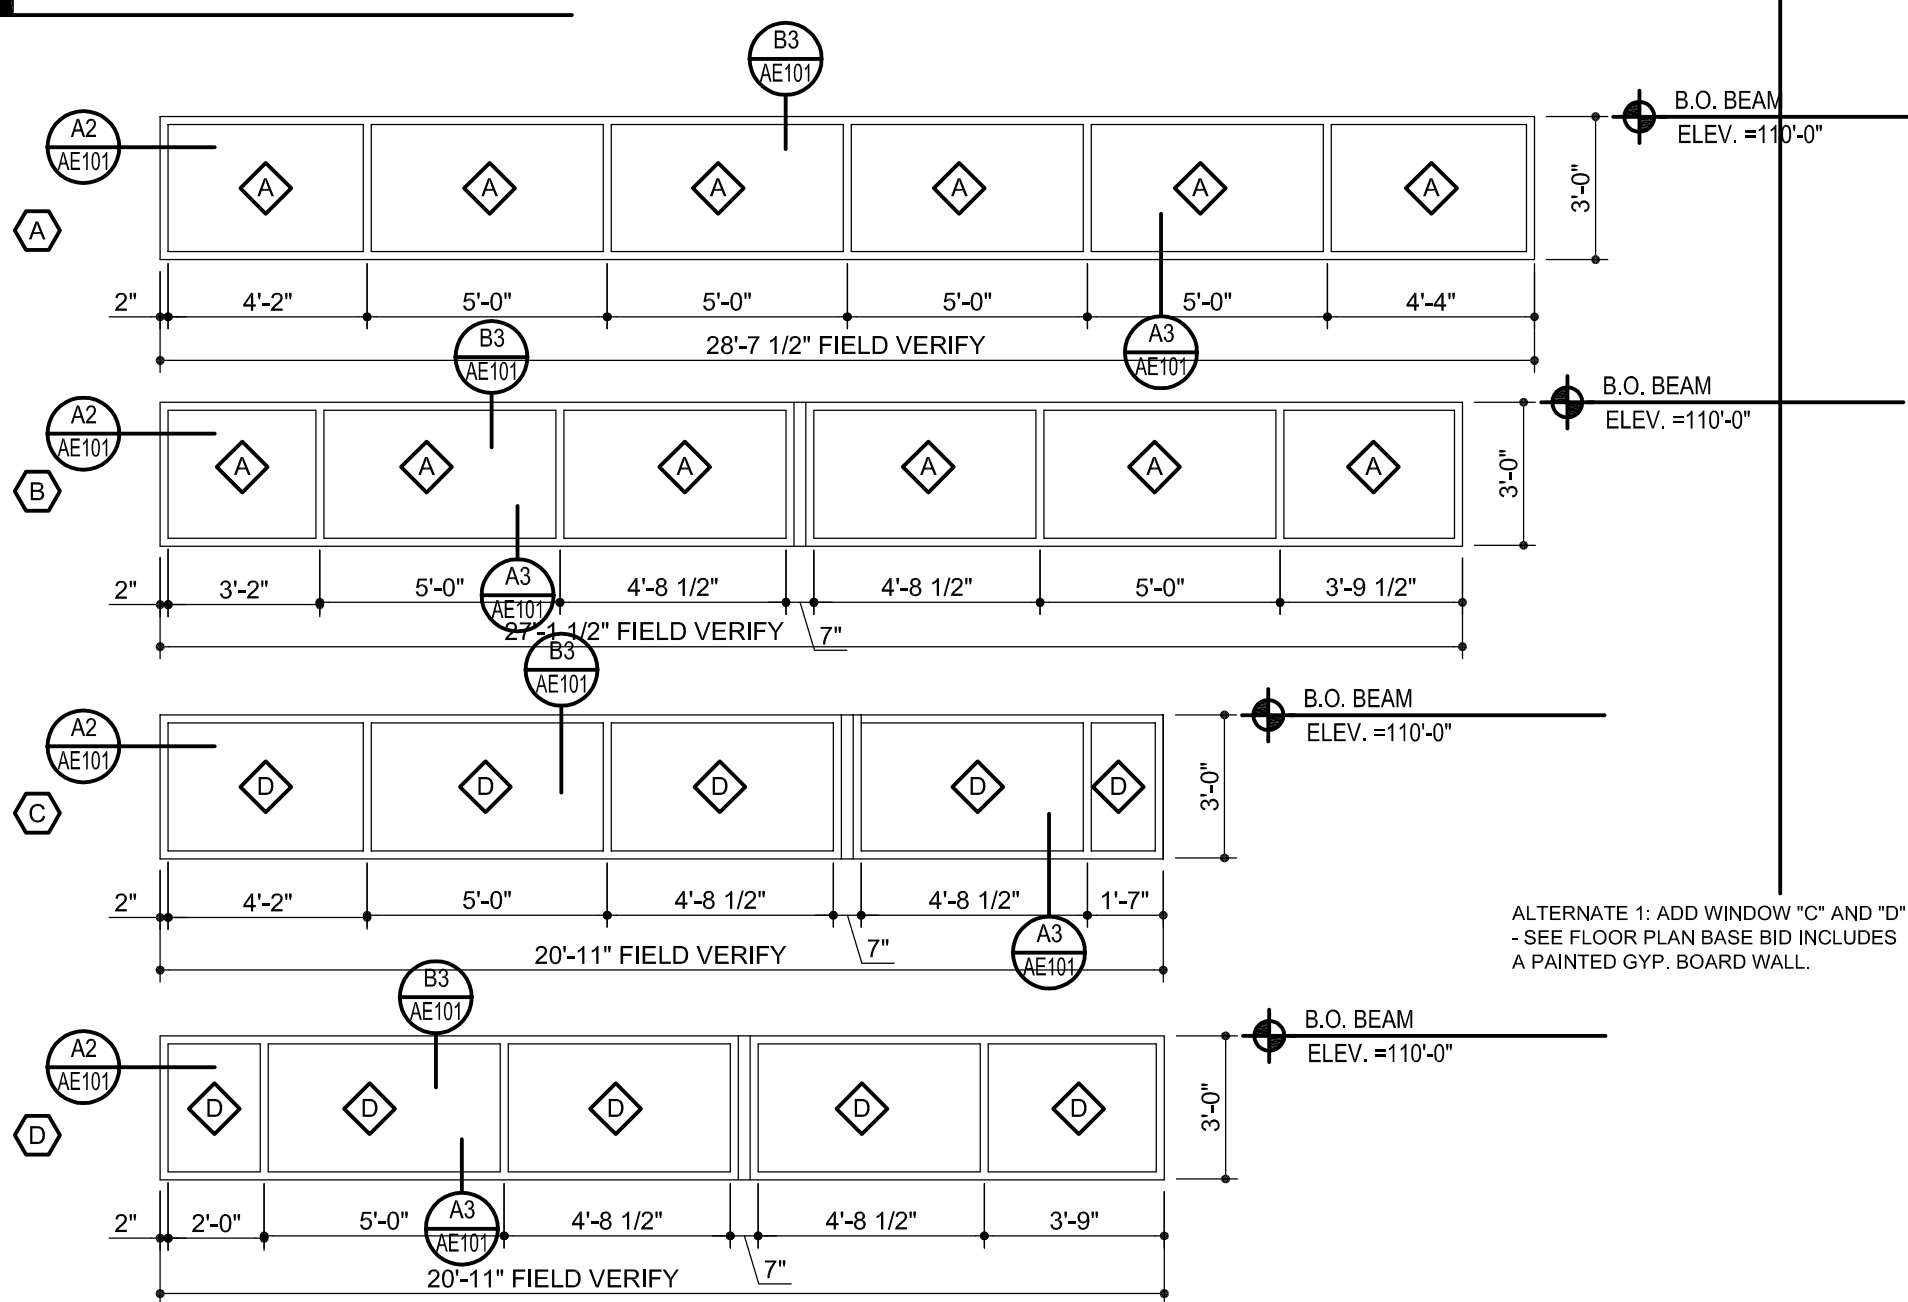 B3
AE101
A2
AE101
B.O. BEAM
ELEV. =110'-0"
A
A
A
A
A
A
A
3'-0"
2"
4'-2"
5'-0"
5'-0"
5'-0"
5'-0"
4'-4"
28'-7 1/2" FIELD VERIFY
A3
AE101
B3
AE101
A2
AE101
B.O. BEAM
ELEV. =110'-0"
B
A
A
A
A
A
A
3'-0"
2"
3'-2"
5'-0"
A3
AE101
4'-8 1/2"
4'-8 1/2"
5'-0"
3'-9 1/2"
27'-1 1/2" FIELD VERIFY
7"
B3
AE101
A2
AE101
B.O. BEAM
ELEV. =110'-0"
C
D
D
D
D
D
3'-0"
2"
4'-2"
5'-0"
4'-8 1/2"
4'-8 1/2"
1'-7"
20'-11" FIELD VERIFY
7"
A3
AE101
ALTERNATE 1: ADD WINDOW "C" AND "D"
- SEE FLOOR PLAN BASE BID INCLUDES
A PAINTED GYP. BOARD WALL.
B3
AE101
A2
AE101
B.O. BEAM
ELEV. =110'-0"
D
D
D
D
D
D
3'-0"
2"
2'-0"
5'-0"
A3
AE101
4'-8 1/2"
4'-8 1/2"
3'-9"
20'-11" FIELD VERIFY
7"